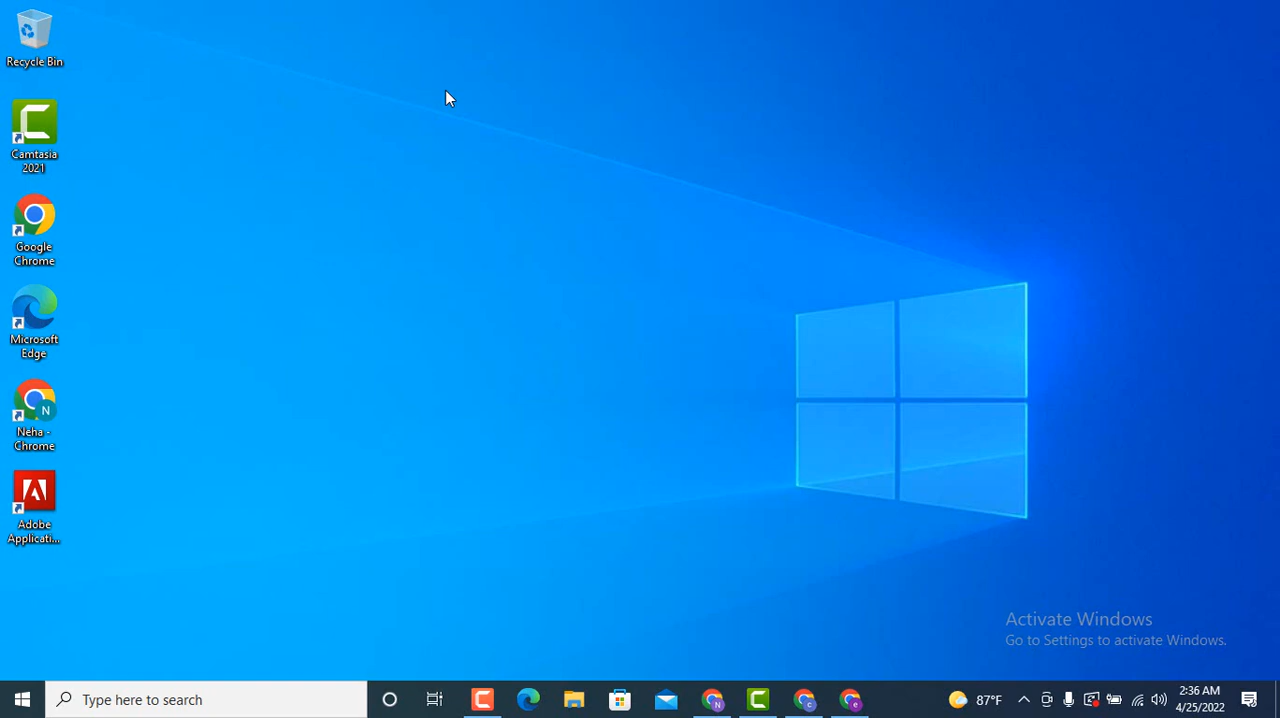 Recycle Bin
Camtasia
2021
Google
Chrome
Microsoft
Edge
N
Neha -
Chrome
Adobe
Applicati...
Activate Windows
Go to Settings to activate Windows.
Type here to search
N
c
e
87°F
2:36 AM
4/25/2022